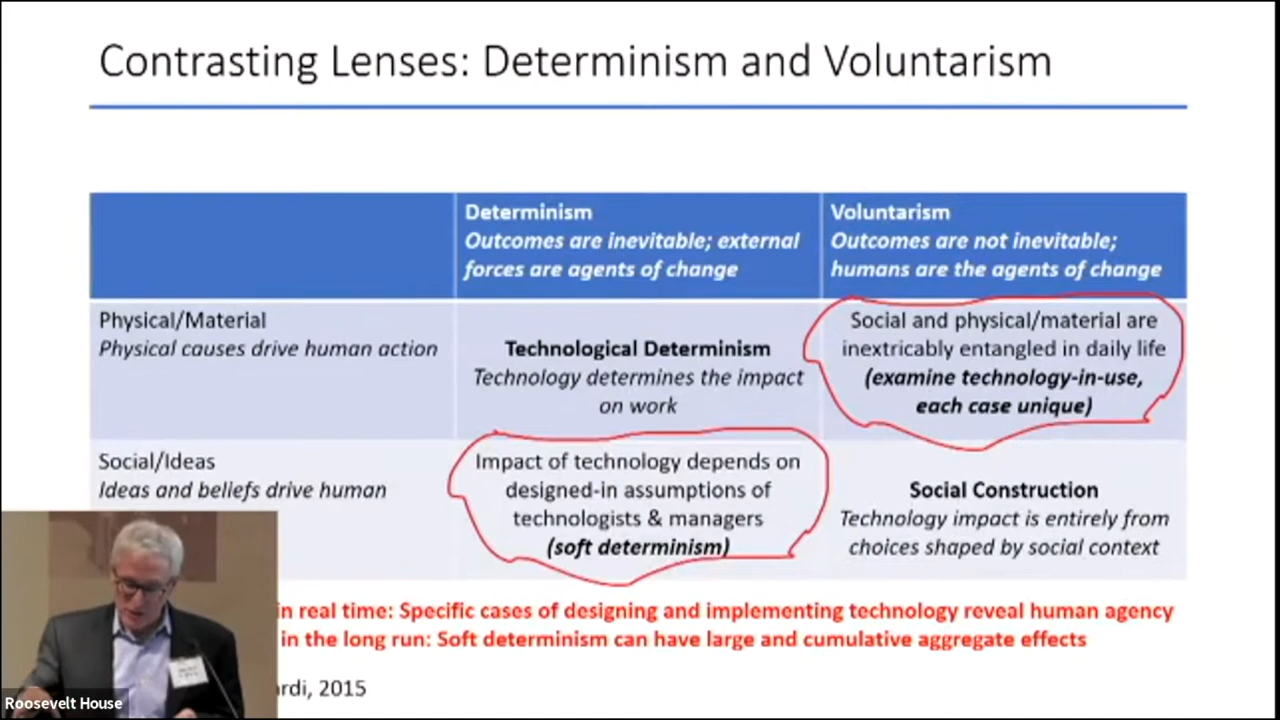 Contrasting Lenses: Determinism and Voluntarism
Determinism
Outcomes are inevitable; external
forces are agents of change
Voluntarism
Outcomes are not inevitable;
humans are the agents of change
Physical/Material
Physical causes drive human action
Technological Determinism
Technology determines the impact
on work
Social and physical/material are
inextricably entangled in daily life
(examine technology-in-use,
each case unique)
Social/Ideas
Ideas and beliefs drive human
Impact of technology depends on
designed-in assumptions of
technologists & managers
(soft determinism)
Social Construction
Technology impact is entirely from
choices shaped by social context
in real time: Specific cases of designing and implementing technology reveal human agency
in the long run: Soft determinism can have large and cumulative aggregate effects
rdi, 2015
Roosevelt House